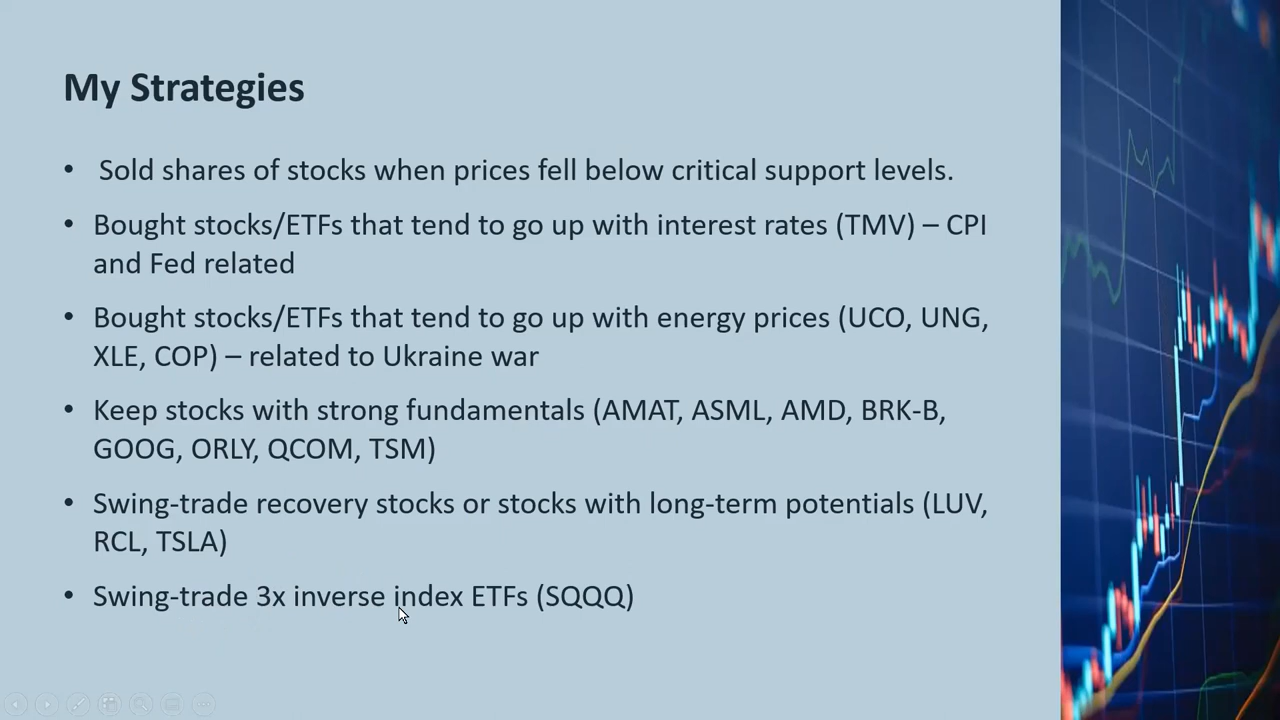 My Strategies
• Sold shares of stocks when prices fell below critical support levels.
• Bought stocks/ETFs that tend to go up with interest rates (TMV) – CPI
and Fed related
• Bought stocks/ETFs that tend to go up with energy prices (UCO, UNG,
XLE, COP) – related to Ukraine war
• Keep stocks with strong fundamentals (AMAT, ASML, AMD, BRK-B,
GOOG, ORLY, QCOM, TSM)
• Swing-trade recovery stocks or stocks with long-term potentials (LUV,
RCL, TSLA)
• Swing-trade 3x inverse index ETFs (SQQQ)